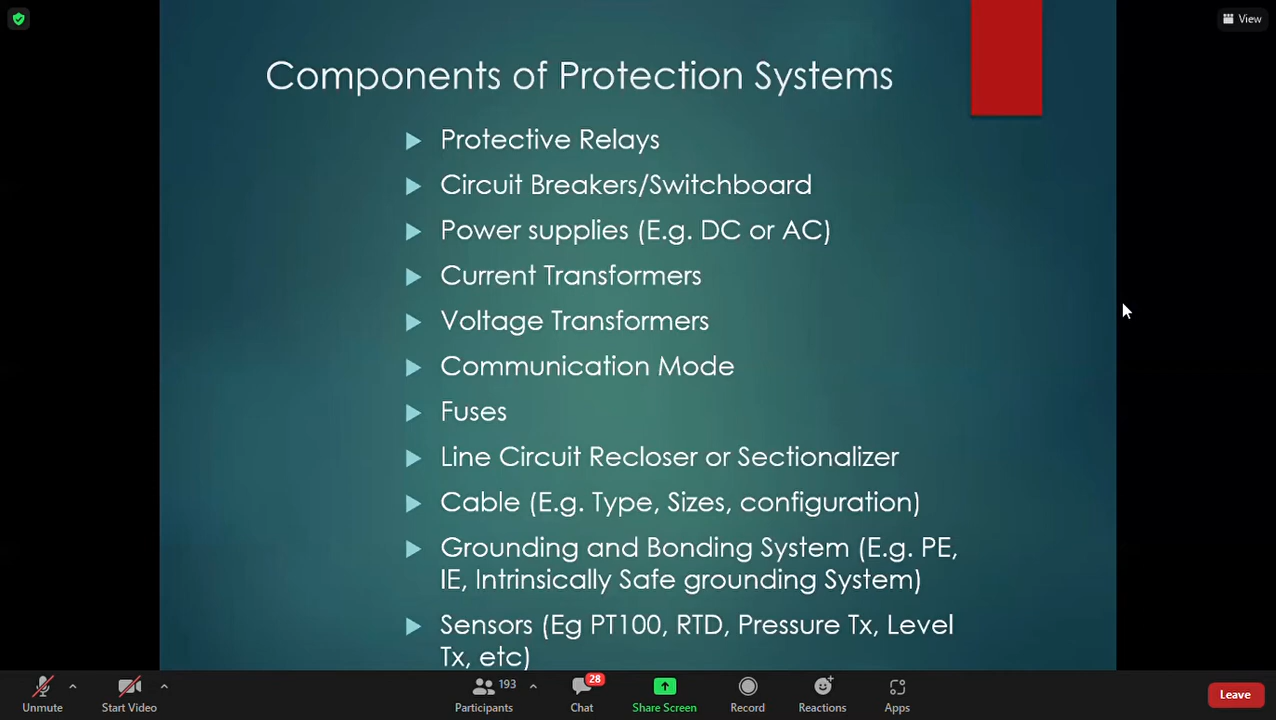 View
Components of Protection Systems
Protective Relays
Circuit Breakers/Switchboard
Power supplies (E.g. DC or AC)
Current Transformers
Voltage Transformers
Communication Mode
Fuses
Line Circuit Recloser or Sectionalizer
Cable (E.g. Type, Sizes, configuration)
Grounding and Bonding System (E.g. PE,
IE, Intrinsically Safe grounding System)
Sensors (Eg PT100, RTD, Pressure Tx, Level
Tx, etc)
193
28
Unmute
Start Video
Participants
Chat
Share Screen
Record
Reactions
Apps
Leave